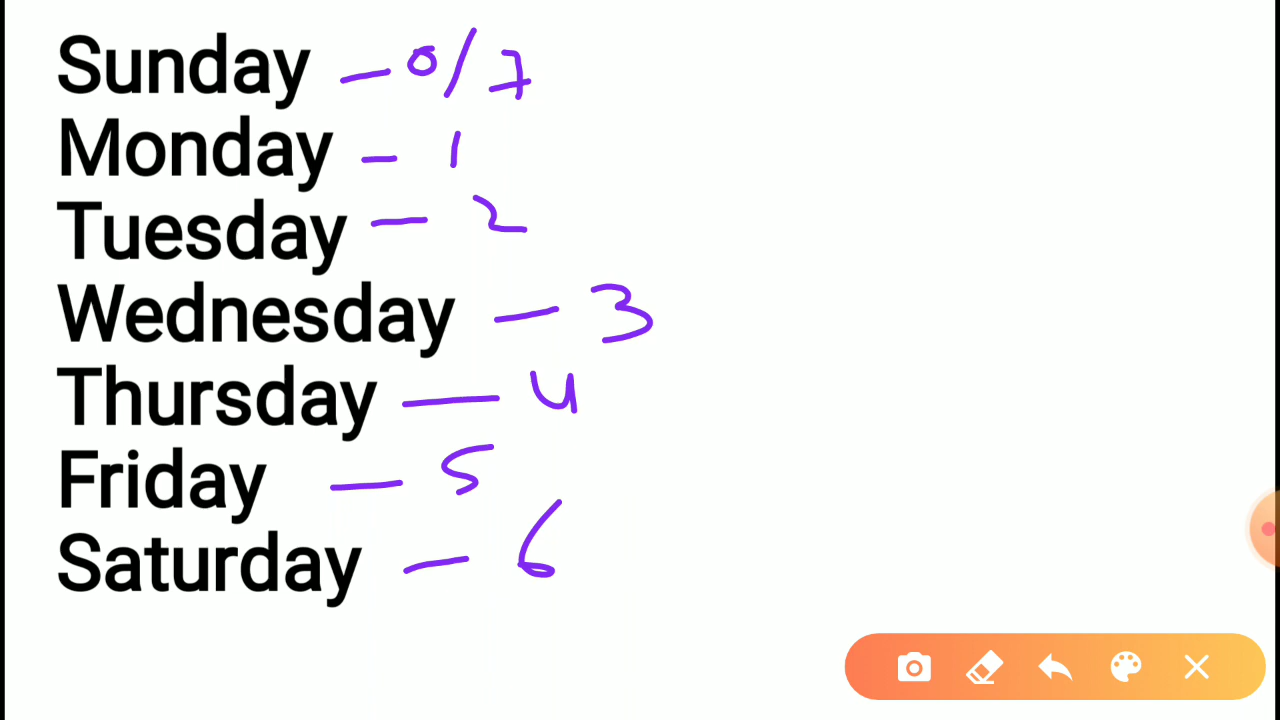 Sunday – 0/7
Monday – 1
Tuesday – 2
Wednesday – 3
Thursday – 4
Friday – 5
Saturday – 6